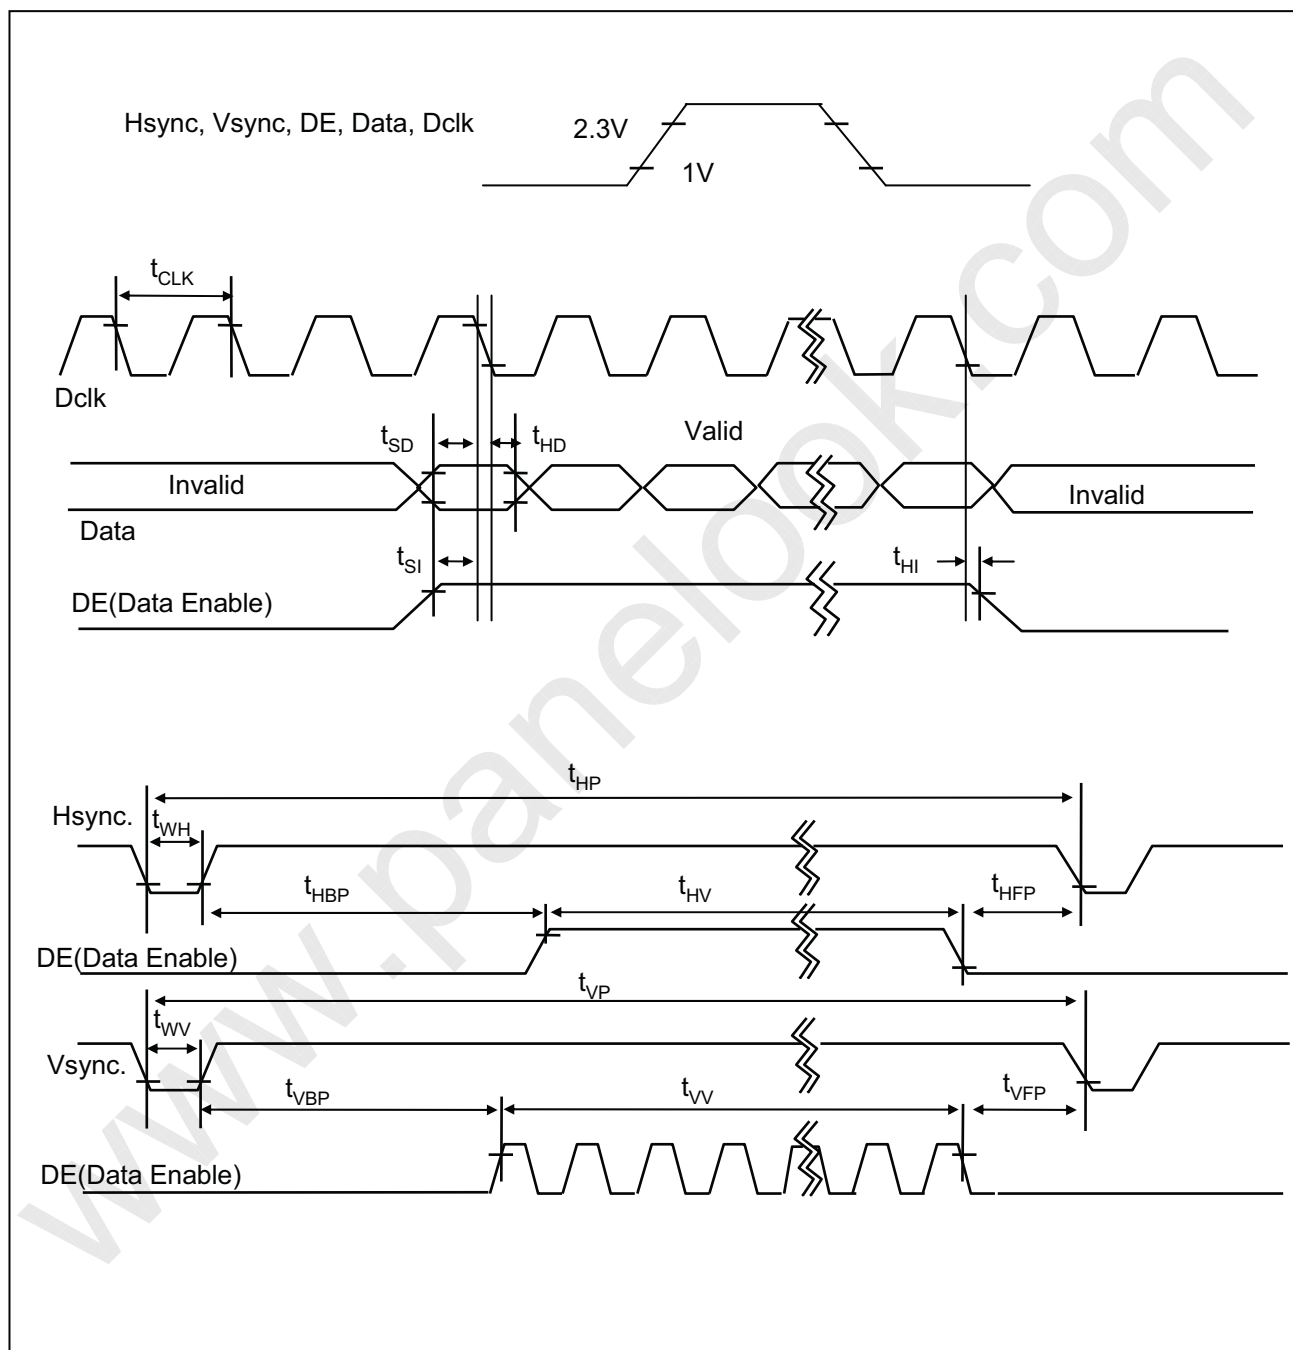 Hsync, Vsync, DE, Data, Dclk
2.3V
1V
tCLK
Dclk
tSD
tHD
Valid
Invalid
Invalid
Data
tSI
tHI
DE(Data Enable)
tHP
Hsync.
tWH
tHBP
tHV
tHFP
DE(Data Enable)
tVP
tWV
Vsync.
tVBP
tVV
tVFP
DE(Data Enable)
www.panelook.com